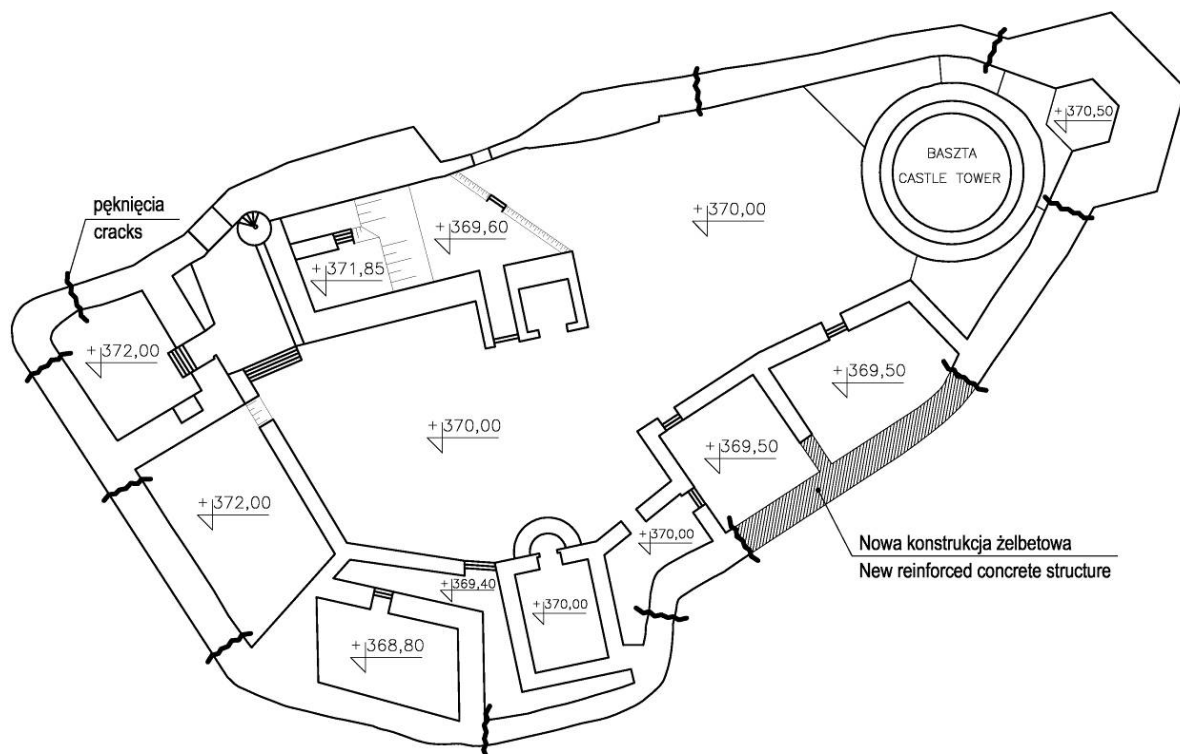 +370,50
BASZTA
CASTLE TOWER
pęknięcia
cracks
+370,00
+369,60
+371,85
+372,00
+369,50
+370,00
+369,50
+372,00
+370,00
Nowa konstrukcja żelbetowa
New reinforced concrete structure
+369,40
+370,00
+368,80